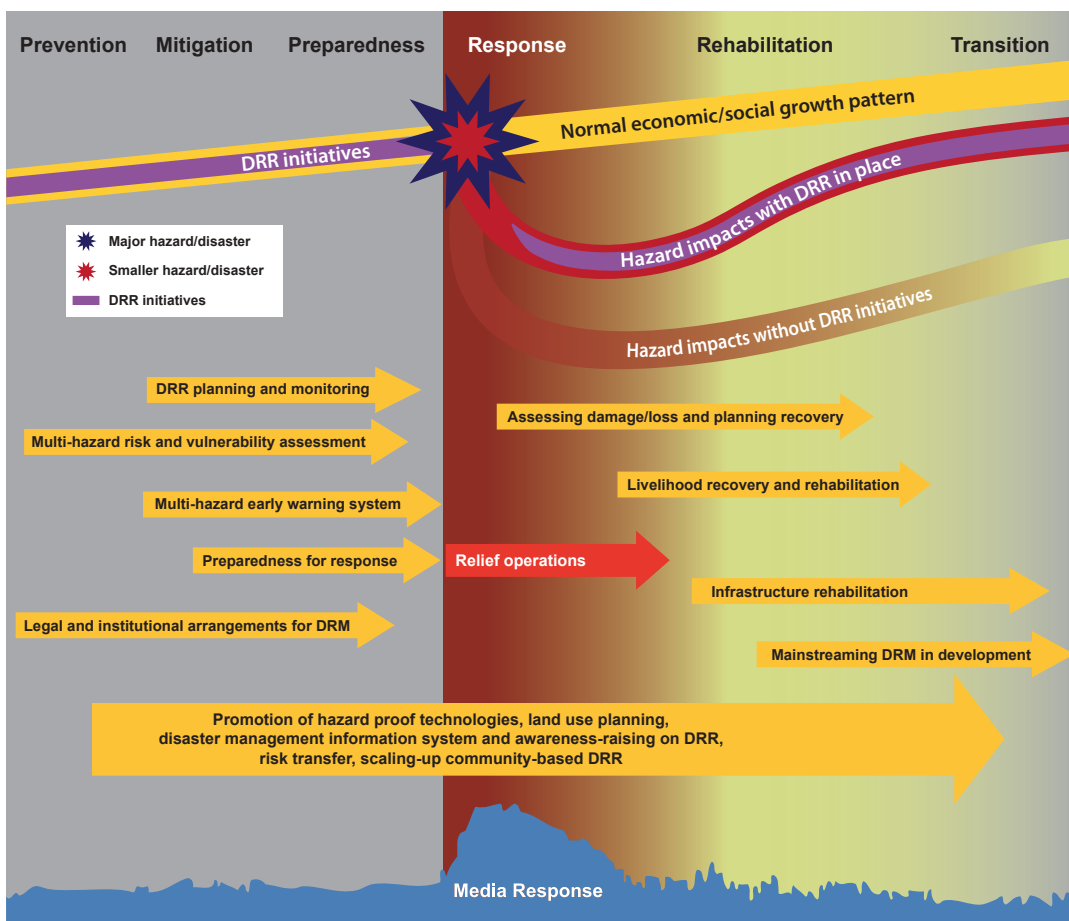 Prevention Mitigation Preparedness Response Rehabilitation Transition
Normal economic/social growth pattern
DRR initiatives
Hazard impacts with DRR in place
Major hazard/disaster
Smaller hazard/disaster
DRR initiatives
Hazard impacts without DRR initiatives
DRR planning and monitoring
Assessing damage/loss and planning recovery
Multi-hazard risk and vulnerability assessment
Livelihood recovery and rehabilitation
Multi-hazard early warning system
Preparedness for response
Relief operations
Infrastructure rehabilitation
Legal and institutional arrangements for DRM
Mainstreaming DRM in development
Promotion of hazard proof technologies, land use planning,
disaster management information system and awareness-raising on DRR,
risk transfer, scaling-up community-based DRR
Media Response